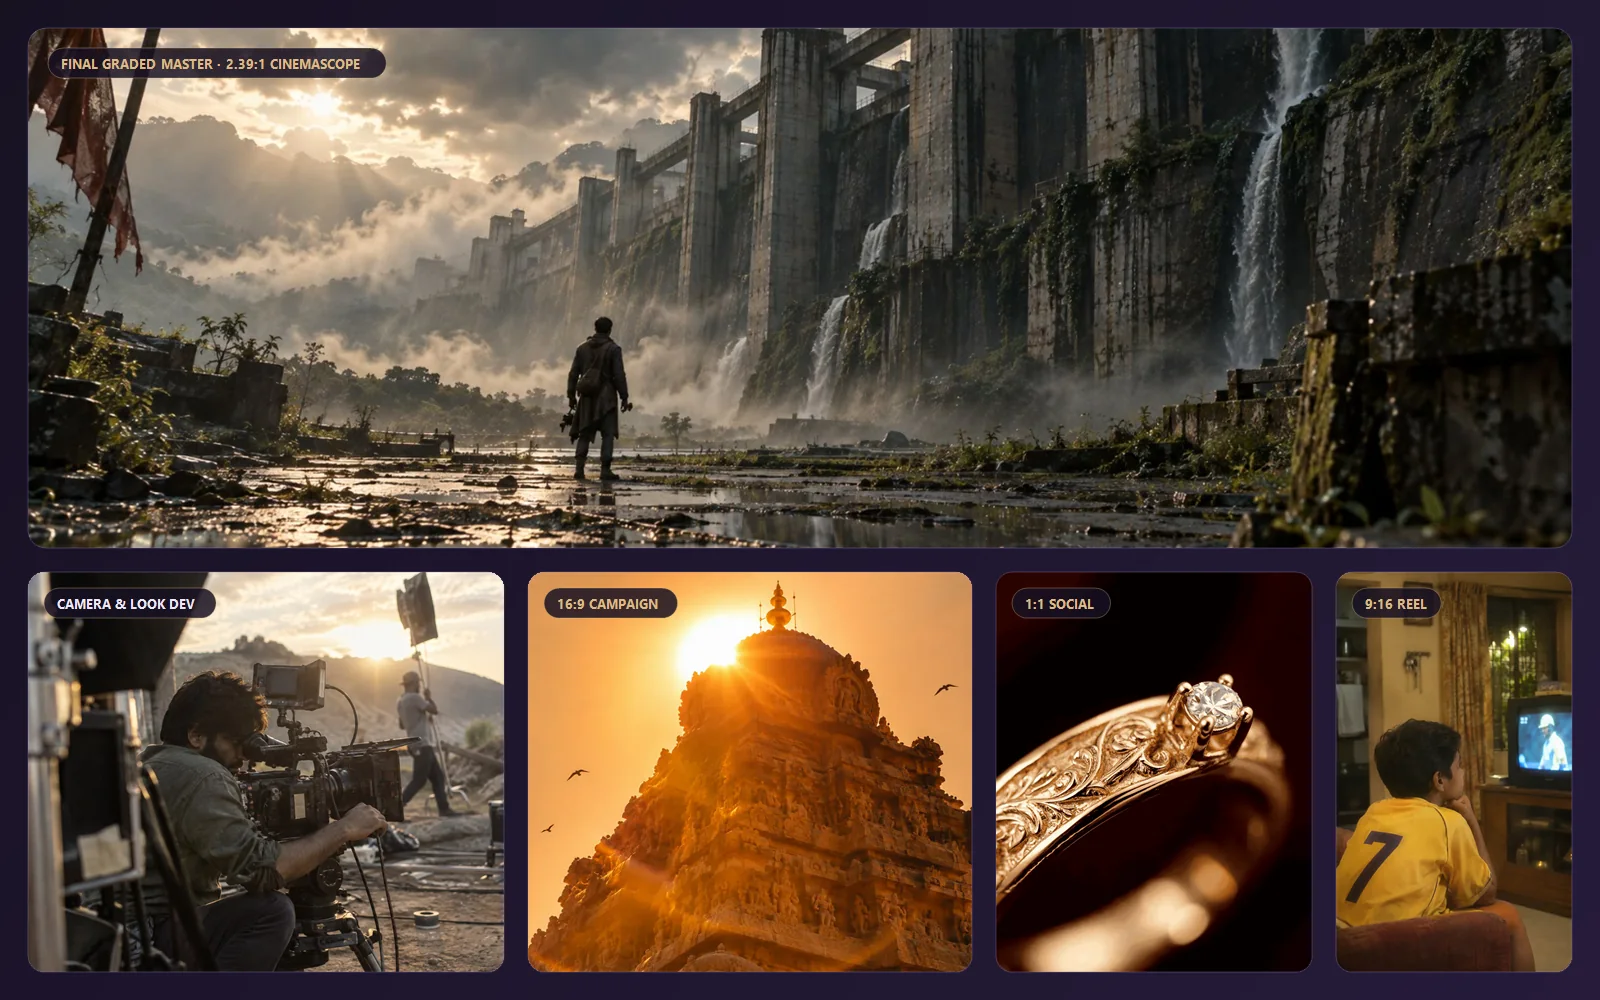 FINAL GRADED MASTER · 2.39:1 CINEMASCOPE
CAMERA & LOOK DEV
16:9 CAMPAIGN
1:1 SOCIAL
9:16 REEL
7